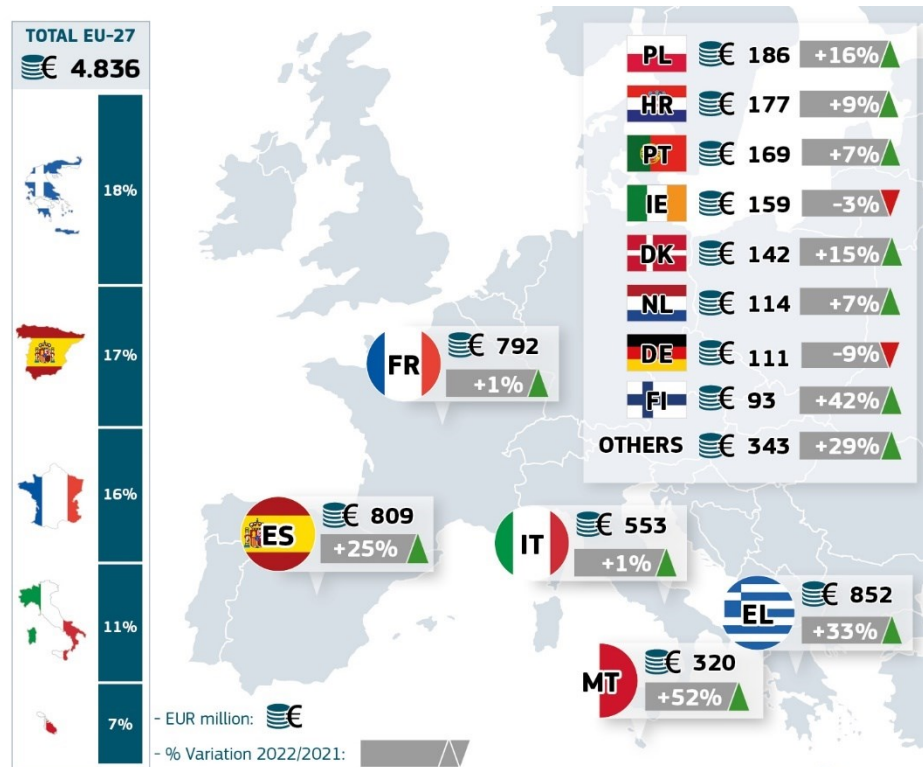 TOTAL EU-27
€ 4.836
18%
17%
16%
11%
7%
PL € 186 +16%
HR € 177 +9%
PT € 169 +7%
IE € 159 -3%
DK € 142 +15%
NL € 114 +7%
DE € 111 -9%
FI € 93 +42%
OTHERS € 343 +29%
FR € 792
+1%
ES € 809
+25%
IT € 553
+1%
EL € 852
+33%
MT € 320
+52%
- EUR million: €
- % Variation 2022/2021: